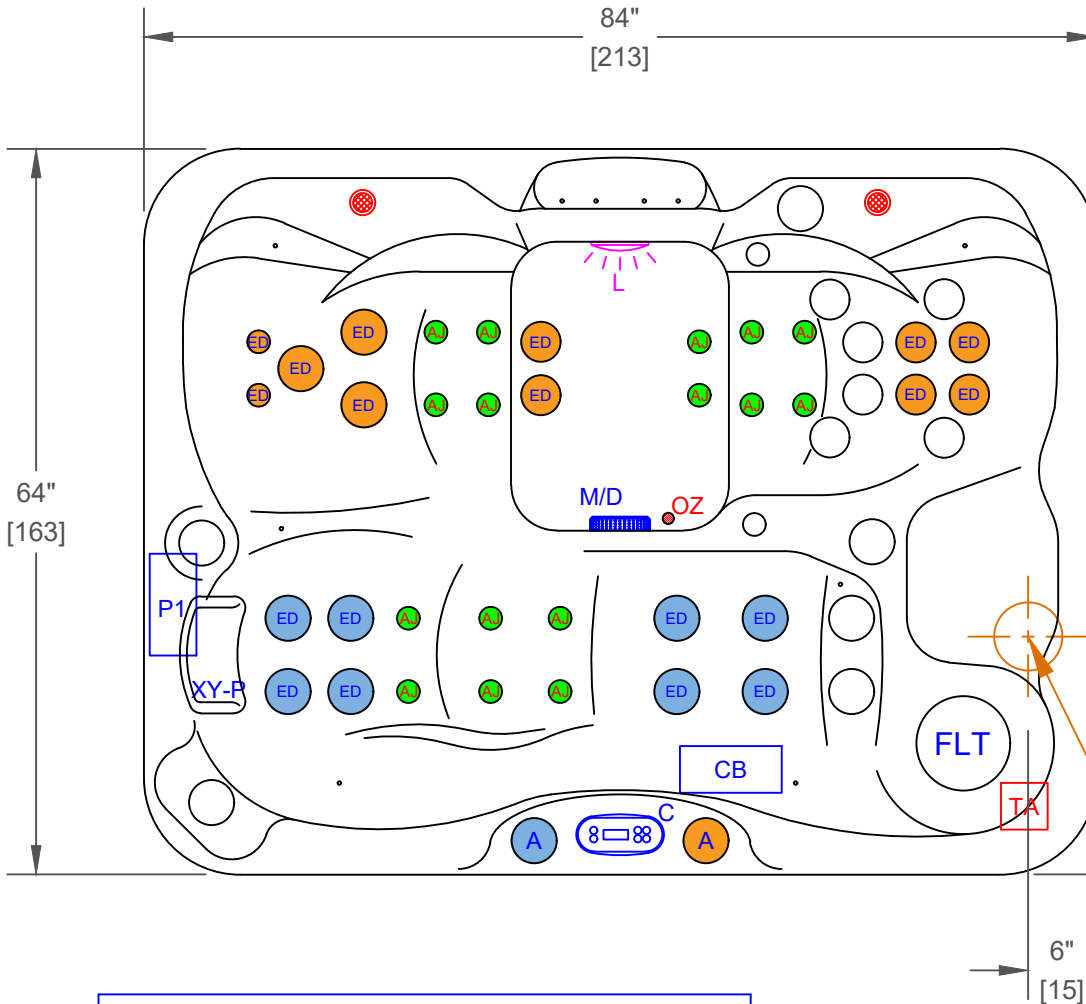 84"
[213]
L
ED AJ AJ ED AJ AJ AJ ED ED
ED
ED AJ AJ ED AJ AJ AJ ED ED
ED
ED
64"
[163]
M/D OZ
P1
ED ED AJ AJ AJ ED ED
XY-P ED ED AJ AJ AJ ED ED
FLT
CB
TA
C
A A
6"
[15]